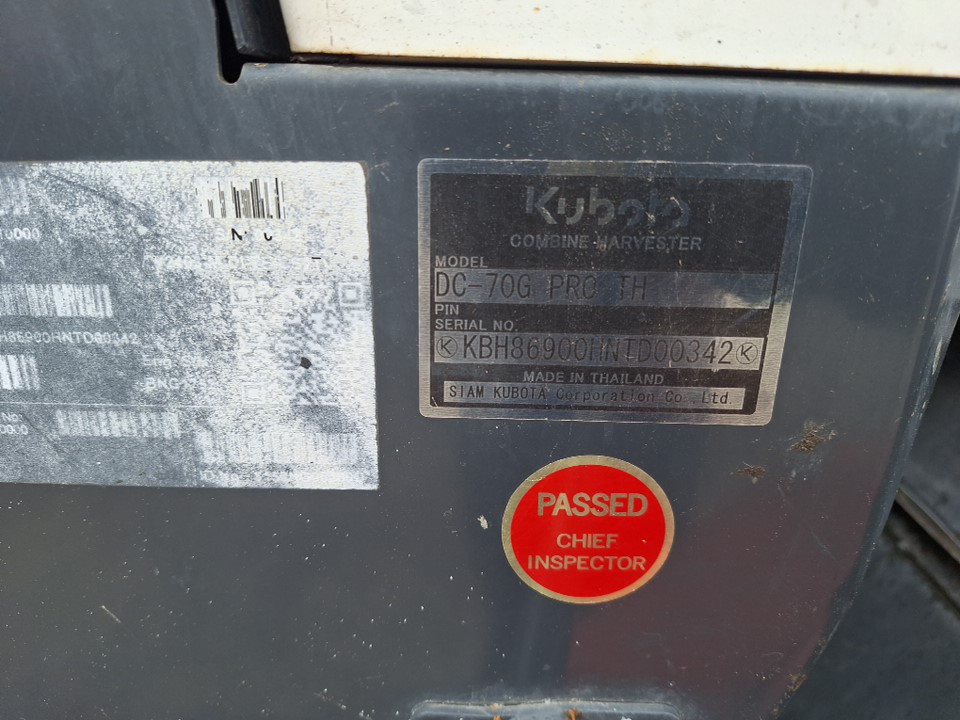 Kubota
COMBINE HARVESTER
MODEL
DC-70G PRO TH
PIN
SERIAL NO.
KBH86900HNTD00342
MADE IN THAILAND
SIAM KUBOTA Corporation Co.,Ltd.
PASSED
CHIEF
INSPECTOR
H8E900HNTD00342